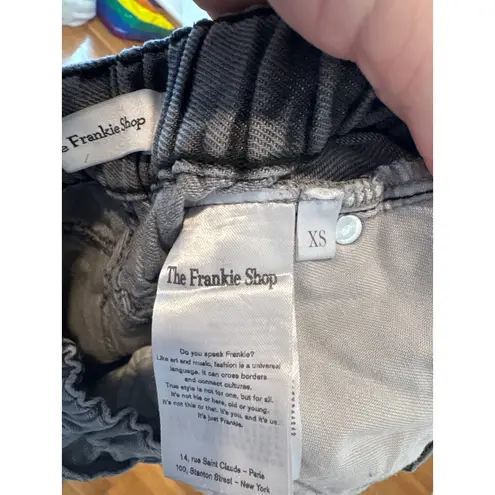 e Frankie Shop
XS
The Frankie Shop
Do you speak Frankie?
Like art and music, fashion is a universal
language. It can cross borders
and connect cultures.
True style is not for one, but for all.
It's not his or hers, old or young.
It's not this or that. It's you, and it's us.
It's just Frankie.
14, rue Saint Claude – Paris
100, Stanton Street – New York